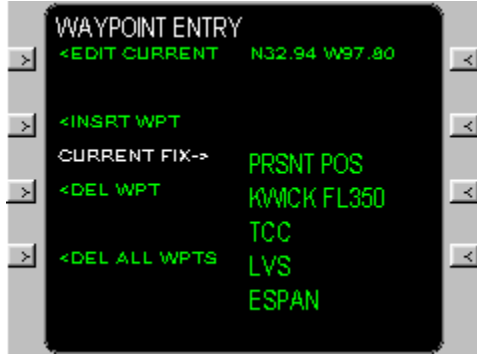 WAYPOINT ENTRY
<EDIT CURRENT N32.94 W97.80
<INSRT WPT
CURRENT FIX->
PRSNT POS
<DEL WPT
KWICK FL350
TCC
<DEL ALL WPTS
LVS
ESPAN